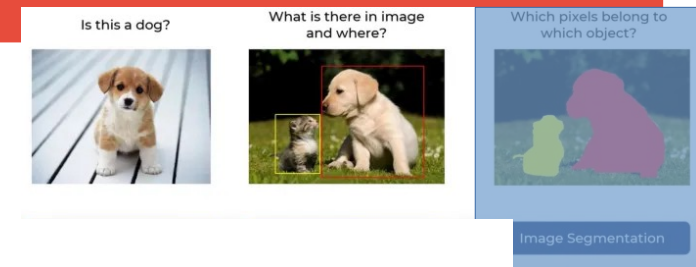 Is this a dog?
What is there in image
and where?
Which pixels belong to
which object?
Image Segmentation